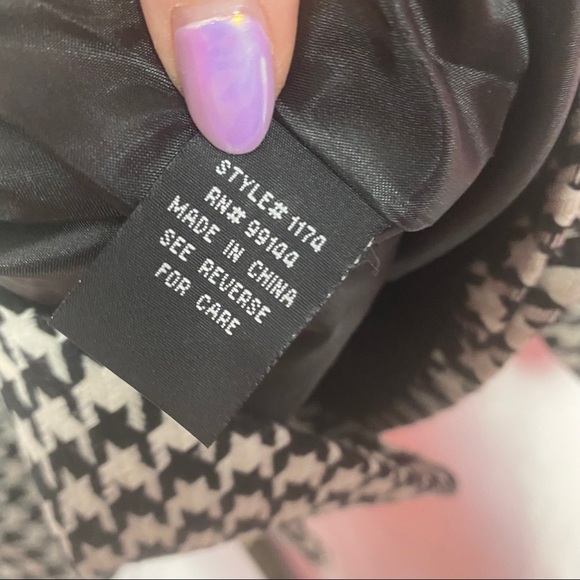 STYLE# 1174
RN# 99144
MADE IN CHINA
SEE REVERSE
FOR CARE